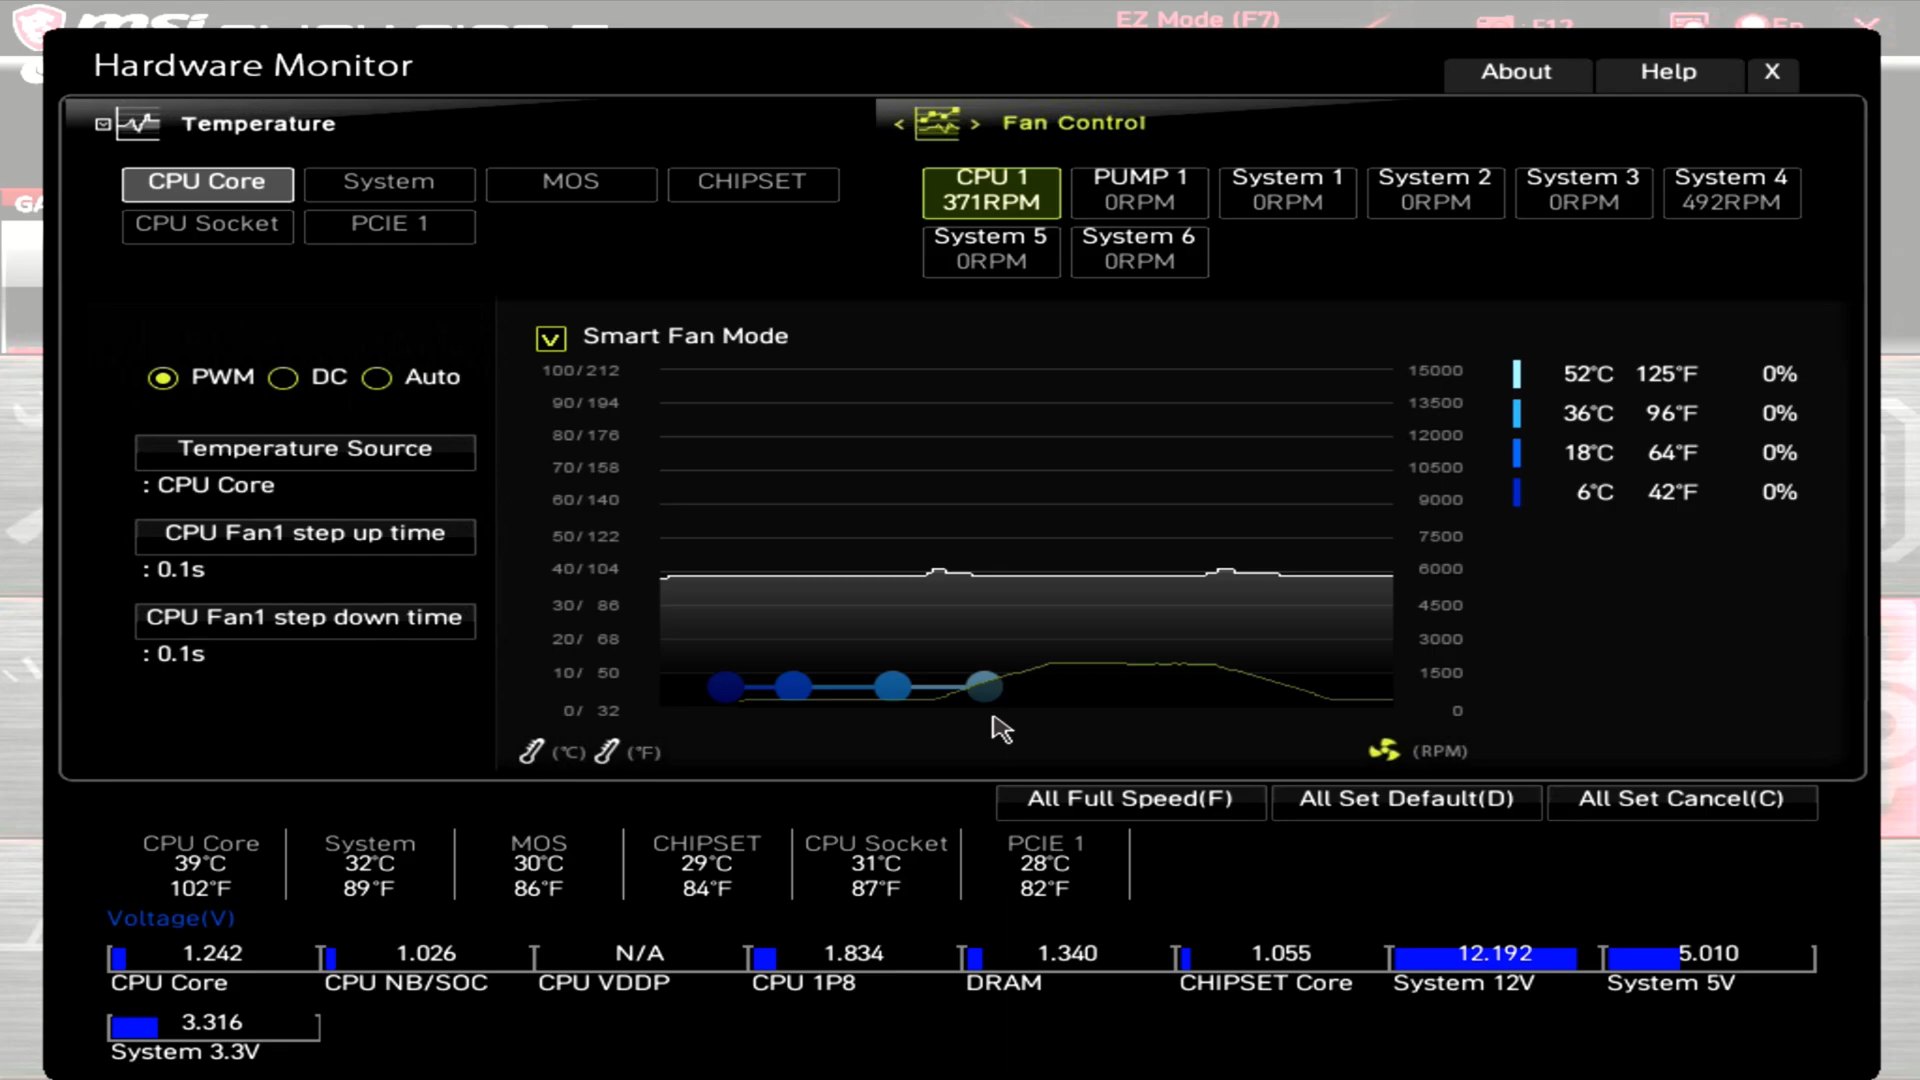 msi
EZ Mode (F7)
F12
En
Hardware Monitor
About
Help
X
Temperature
< > Fan Control
CPU Core
System
MOS
CHIPSET
CPU Socket
PCIE 1
CPU 1
371RPM
PUMP 1
0RPM
System 1
0RPM
System 2
0RPM
System 3
0RPM
System 4
492RPM
System 5
0RPM
System 6
0RPM
PWM
DC
Auto
Temperature Source
: CPU Core
CPU Fan1 step up time
: 0.1s
CPU Fan1 step down time
: 0.1s
Smart Fan Mode
100/212 15000
90/194 13500
80/176 12000
70/158 10500
60/140 9000
50/122 7500
40/104 6000
30/ 86 4500
20/ 68 3000
10/ 50 1500
0/ 32 0
(°C) (°F)
(RPM)
52°C 125°F 0%
36°C 96°F 0%
18°C 64°F 0%
6°C 42°F 0%
All Full Speed(F)
All Set Default(D)
All Set Cancel(C)
CPU Core
39°C
102°F
System
32°C
89°F
MOS
30°C
86°F
CHIPSET
29°C
84°F
CPU Socket
31°C
87°F
PCIE 1
28°C
82°F
Voltage(V)
1.242
CPU Core
1.026
CPU NB/SOC
N/A
CPU VDDP
1.834
CPU 1P8
1.340
DRAM
1.055
CHIPSET Core
12.192
System 12V
5.010
System 5V
3.316
System 3.3V